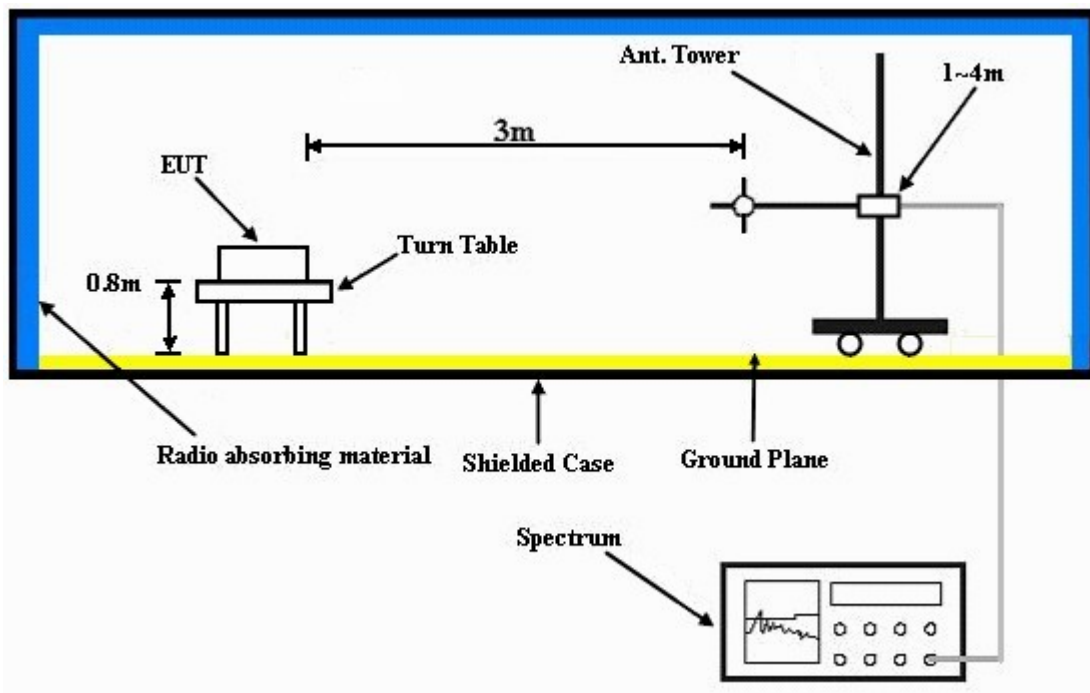 Ant. Tower
1~4m
3m
EUT
Turn Table
0.8m
Radio absorbing material
Shielded Case
Ground Plane
Spectrum